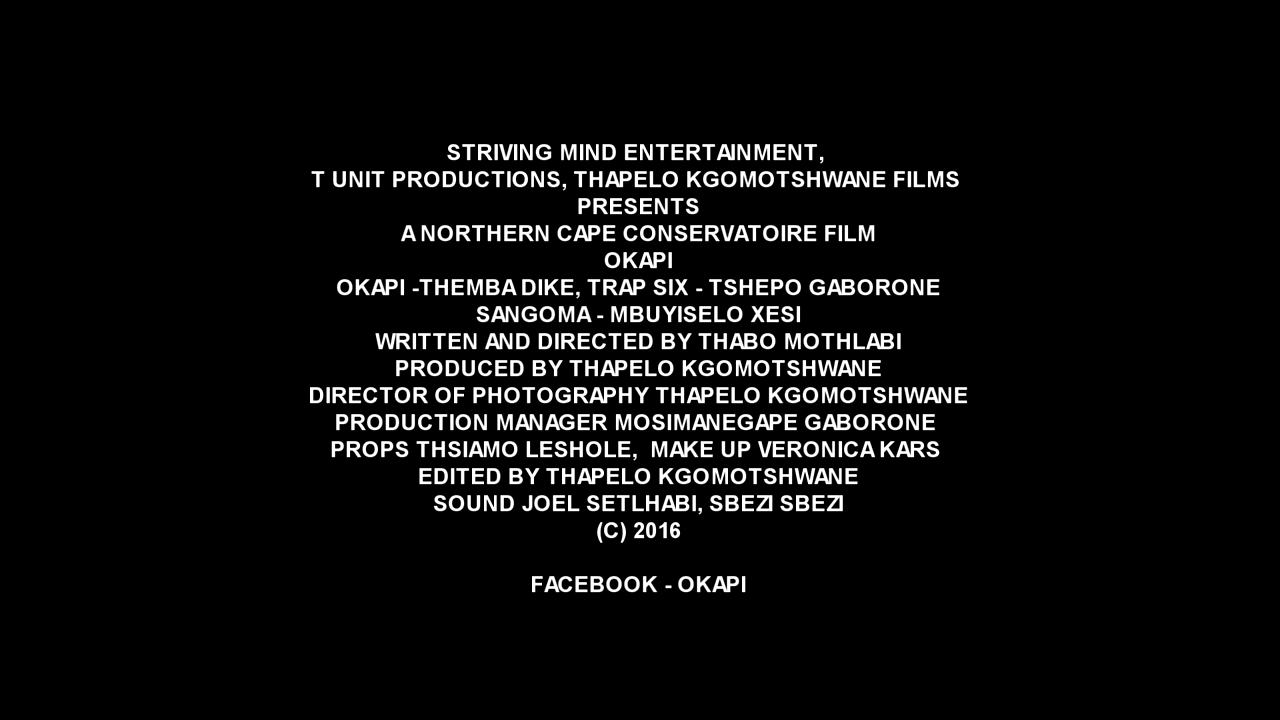 STRIVING MIND ENTERTAINMENT,
T UNIT PRODUCTIONS, THAPELO KGOMOTSHWANE FILMS
PRESENTS
A NORTHERN CAPE CONSERVATOIRE FILM
OKAPI
OKAPI -THEMBA DIKE, TRAP SIX - TSHEPO GABORONE
SANGOMA - MBUYISELO XESI
WRITTEN AND DIRECTED BY THABO MOTHLABI
PRODUCED BY THAPELO KGOMOTSHWANE
DIRECTOR OF PHOTOGRAPHY THAPELO KGOMOTSHWANE
PRODUCTION MANAGER MOSIMANEGAPE GABORONE
PROPS THSIAMO LESHOLE,  MAKE UP VERONICA KARS
EDITED BY THAPELO KGOMOTSHWANE
SOUND JOEL SETLHABI, SBEZI SBEZI
(C) 2016
FACEBOOK - OKAPI